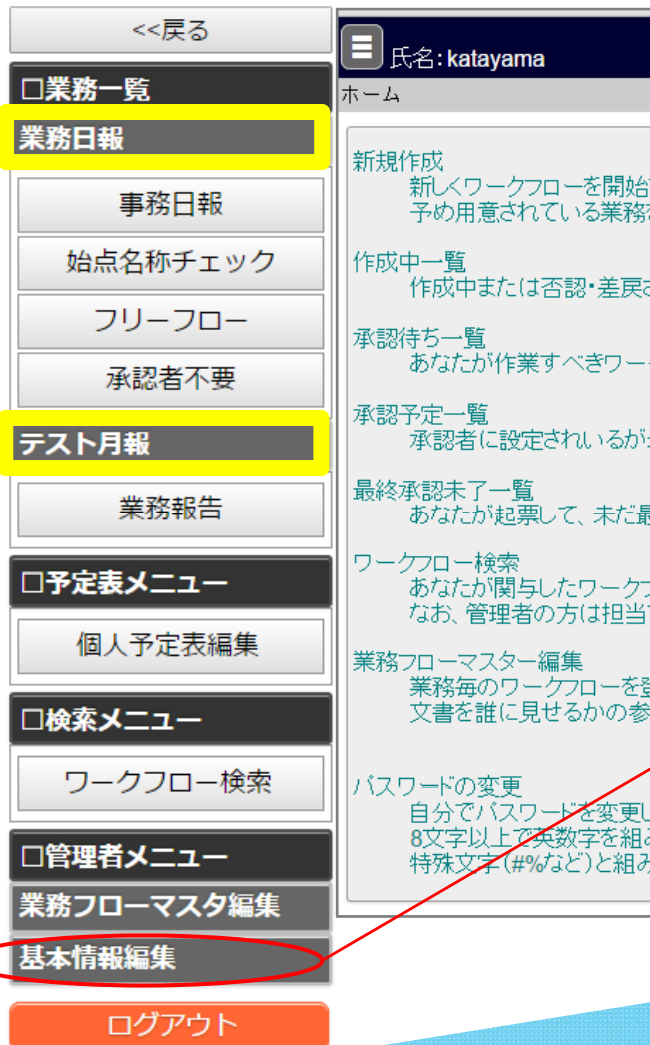 <<戻る
□業務一覧
業務日報
事務日報
始点名称チェック
フリーフロー
承認者不要
テスト月報
業務報告
□予定表メニュー
個人予定表編集
□検索メニュー
ワークフロー検索
□管理者メニュー
業務フローマスタ編集
基本情報編集
ログアウト
氏名:katayama
ホーム
新規作成
新しくワークフローを開始
予め用意されている業務
作成中一覧
作成中または否認・差戻
承認待ち一覧
あなたが作業すべきワー
承認予定一覧
承認者に設定されいるが
最終承認未了一覧
あなたが起票して、未だ最
ワークフロー検索
あなたが関与したワーク
なお、管理者の方は担当
業務フローマスター編集
業務毎のワークフローを
文書を誰に見せるかの参
パスワードの変更
自分でパスワードを変更し
8文字以上で英数字を組み
特殊文字(#%など)と組み